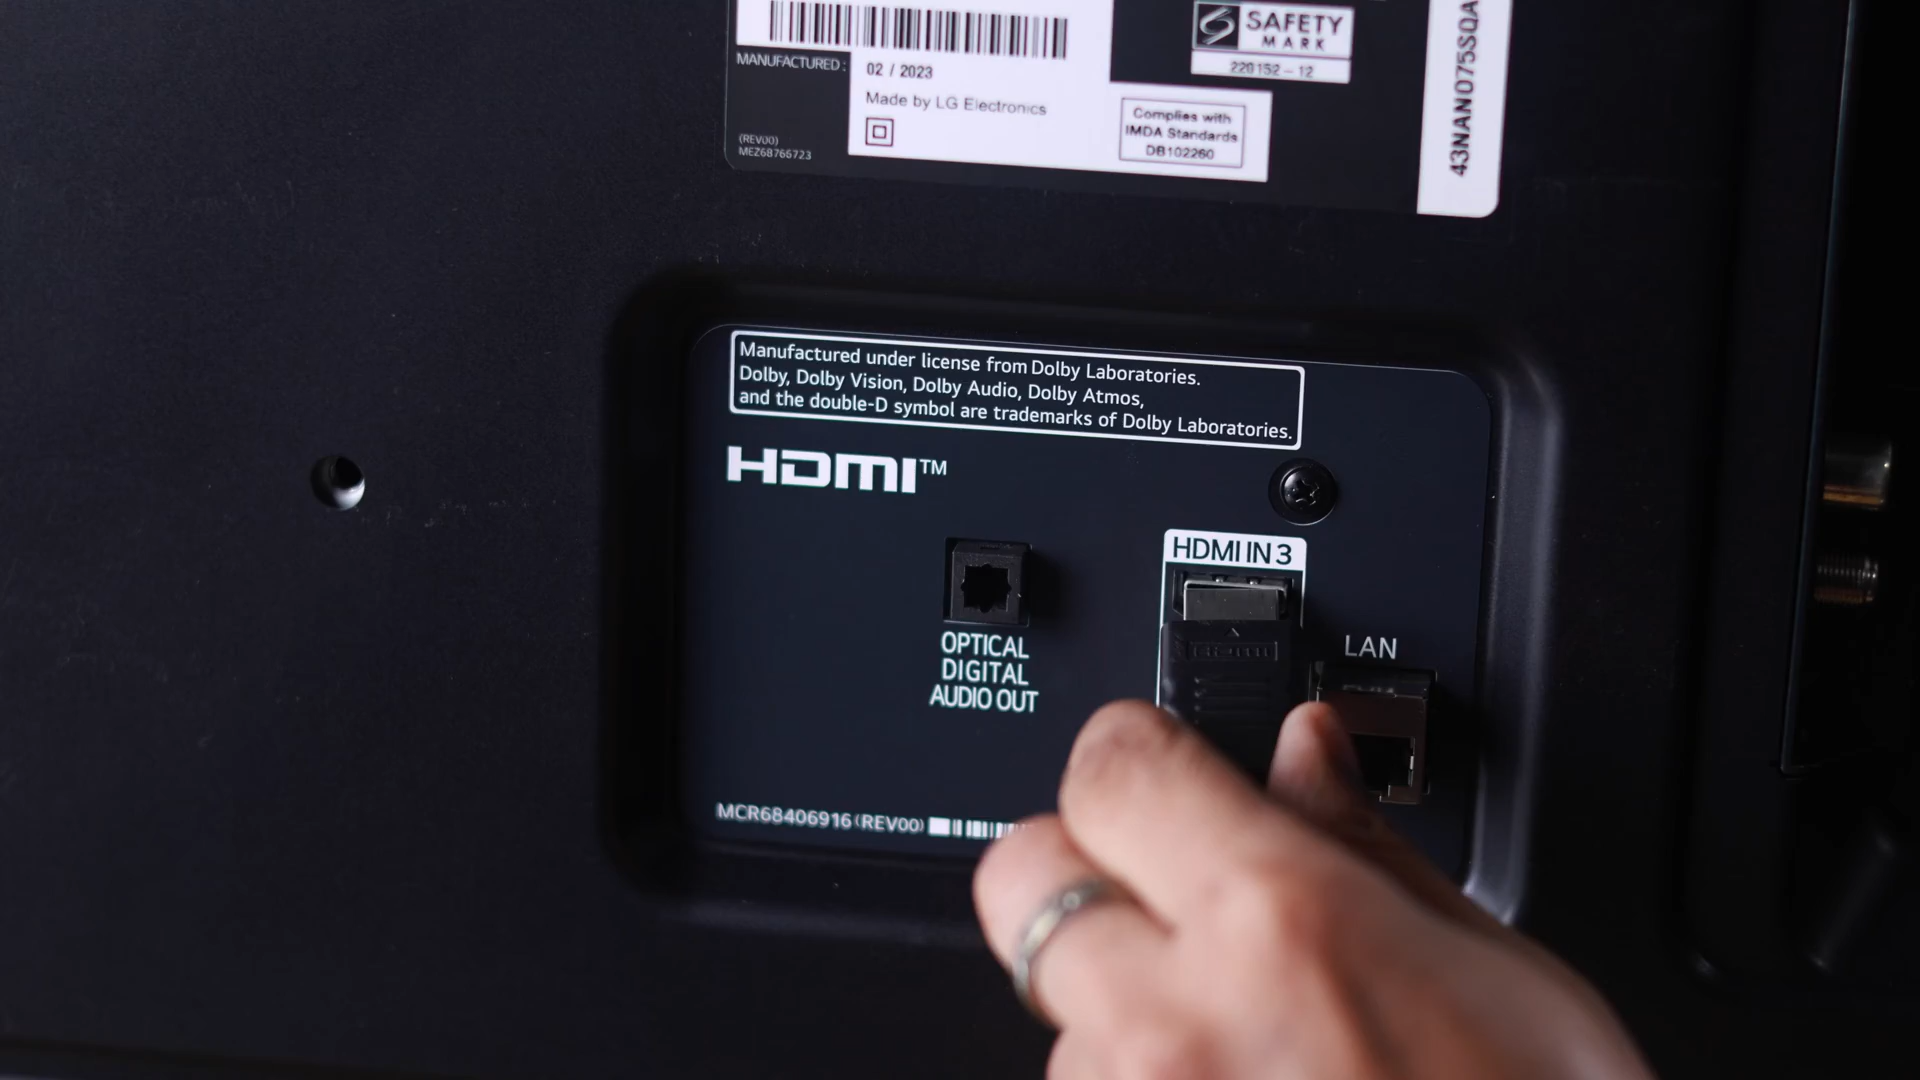 SAFETY
MARK
220152-12
MANUFACTURED :
02 / 2023
Made by LG Electronics
Complies with
IMDA Standards
DB102260
(REV00)
MEZ68766723
43NANO75SQA
Manufactured under license from Dolby Laboratories.
Dolby, Dolby Vision, Dolby Audio, Dolby Atmos,
and the double-D symbol are trademarks of Dolby Laboratories.
HDMI™
HDMI IN 3
HDMI
LAN
OPTICAL
DIGITAL
AUDIO OUT
MCR68406916 (REV00)